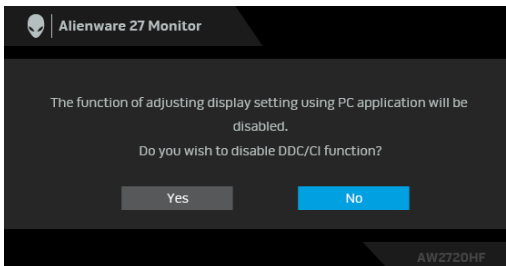 Alienware 27 Monitor
The function of adjusting display setting using PC application will be
disabled.
Do you wish to disable DDC/CI function?
Yes No
AW2720HF